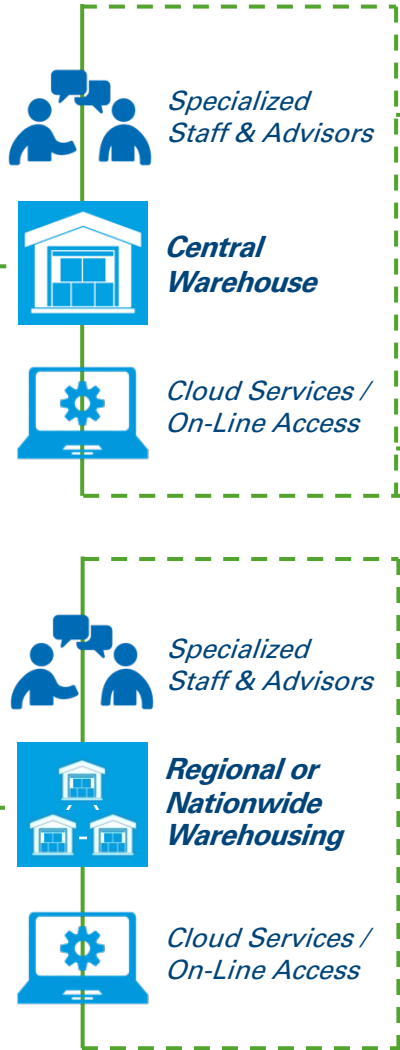 Specialized
Staff & Advisors
Central
Warehouse
Cloud Services /
On-Line Access
Specialized
Staff & Advisors
Regional or
Nationwide
Warehousing
Cloud Services /
On-Line Access